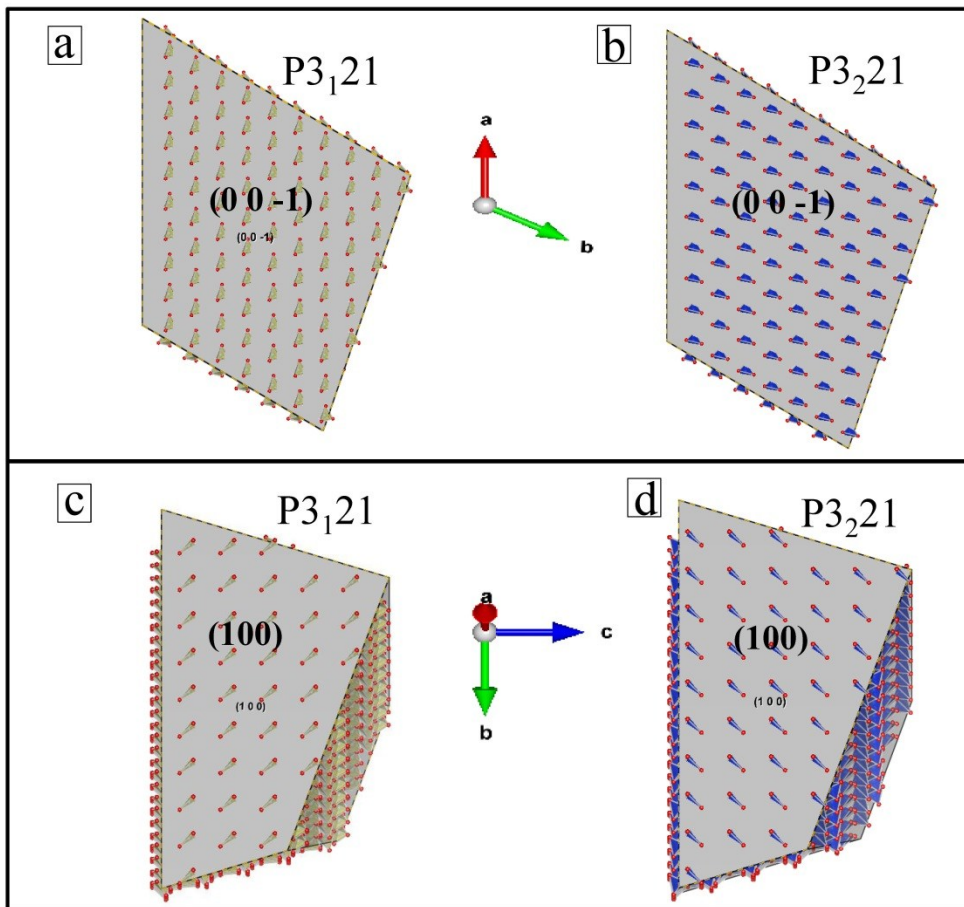 a
P3₁21
(0 0 -1)
(0 0 -1)
a
b
b
P3₂21
(0 0 -1)
c
P3₁21
(100)
(1 0 0)
a
c
b
d
P3₂21
(100)
(1 0 0)